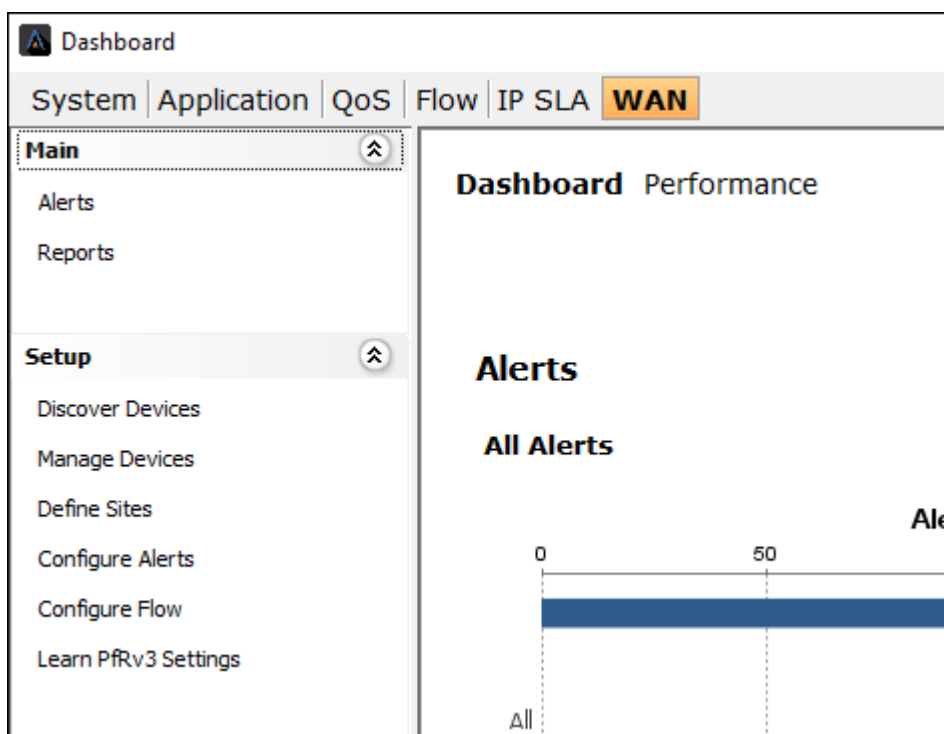 Dashboard
System Application QoS Flow IP SLA WAN
Main
Alerts
Reports
Setup
Discover Devices
Manage Devices
Define Sites
Configure Alerts
Configure Flow
Learn PfRv3 Settings
Dashboard Performance
Alerts
All Alerts
0 50
All